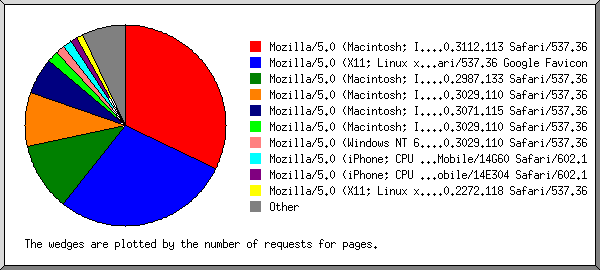 Mozilla/5.0 (Macintosh; I....0.3112.113 Safari/537.36
Mozilla/5.0 (X11; Linux x...ari/537.36 Google Favicon
Mozilla/5.0 (Macintosh; I....0.2987.133 Safari/537.36
Mozilla/5.0 (Macintosh; I....0.3029.110 Safari/537.36
Mozilla/5.0 (Macintosh; I....0.3071.115 Safari/537.36
Mozilla/5.0 (Macintosh; I....0.3029.110 Safari/537.36
Mozilla/5.0 (Windows NT 6....0.3029.110 Safari/537.36
Mozilla/5.0 (iPhone; CPU ...Mobile/14G60 Safari/602.1
Mozilla/5.0 (iPhone; CPU ...obile/14E304 Safari/602.1
Mozilla/5.0 (X11; Linux x....0.2272.118 Safari/537.36
Other
The wedges are plotted by the number of requests for pages.